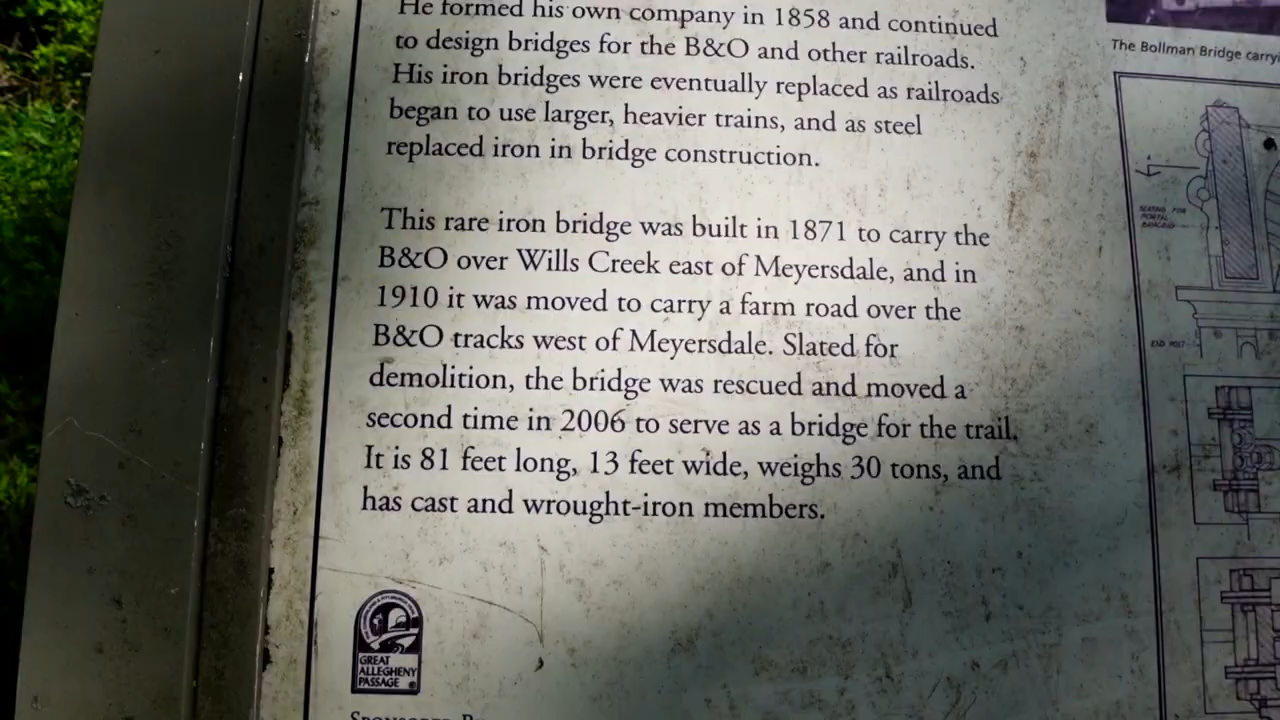 He formed his own company in 1858 and continued
to design bridges for the B&O and other railroads.
His iron bridges were eventually replaced as railroads
began to use larger, heavier trains, and as steel
replaced iron in bridge construction.
This rare iron bridge was built in 1871 to carry the
B&O over Wills Creek east of Meyersdale, and in
1910 it was moved to carry a farm road over the
B&O tracks west of Meyersdale. Slated for
demolition, the bridge was rescued and moved a
second time in 2006 to serve as a bridge for the trail.
It is 81 feet long, 13 feet wide, weighs 30 tons, and
has cast and wrought-iron members.
GREAT
ALLEGHENY
PASSAGE
The Bollman Bridge
SEATING FOR
PORTAL
BRACING
END POST